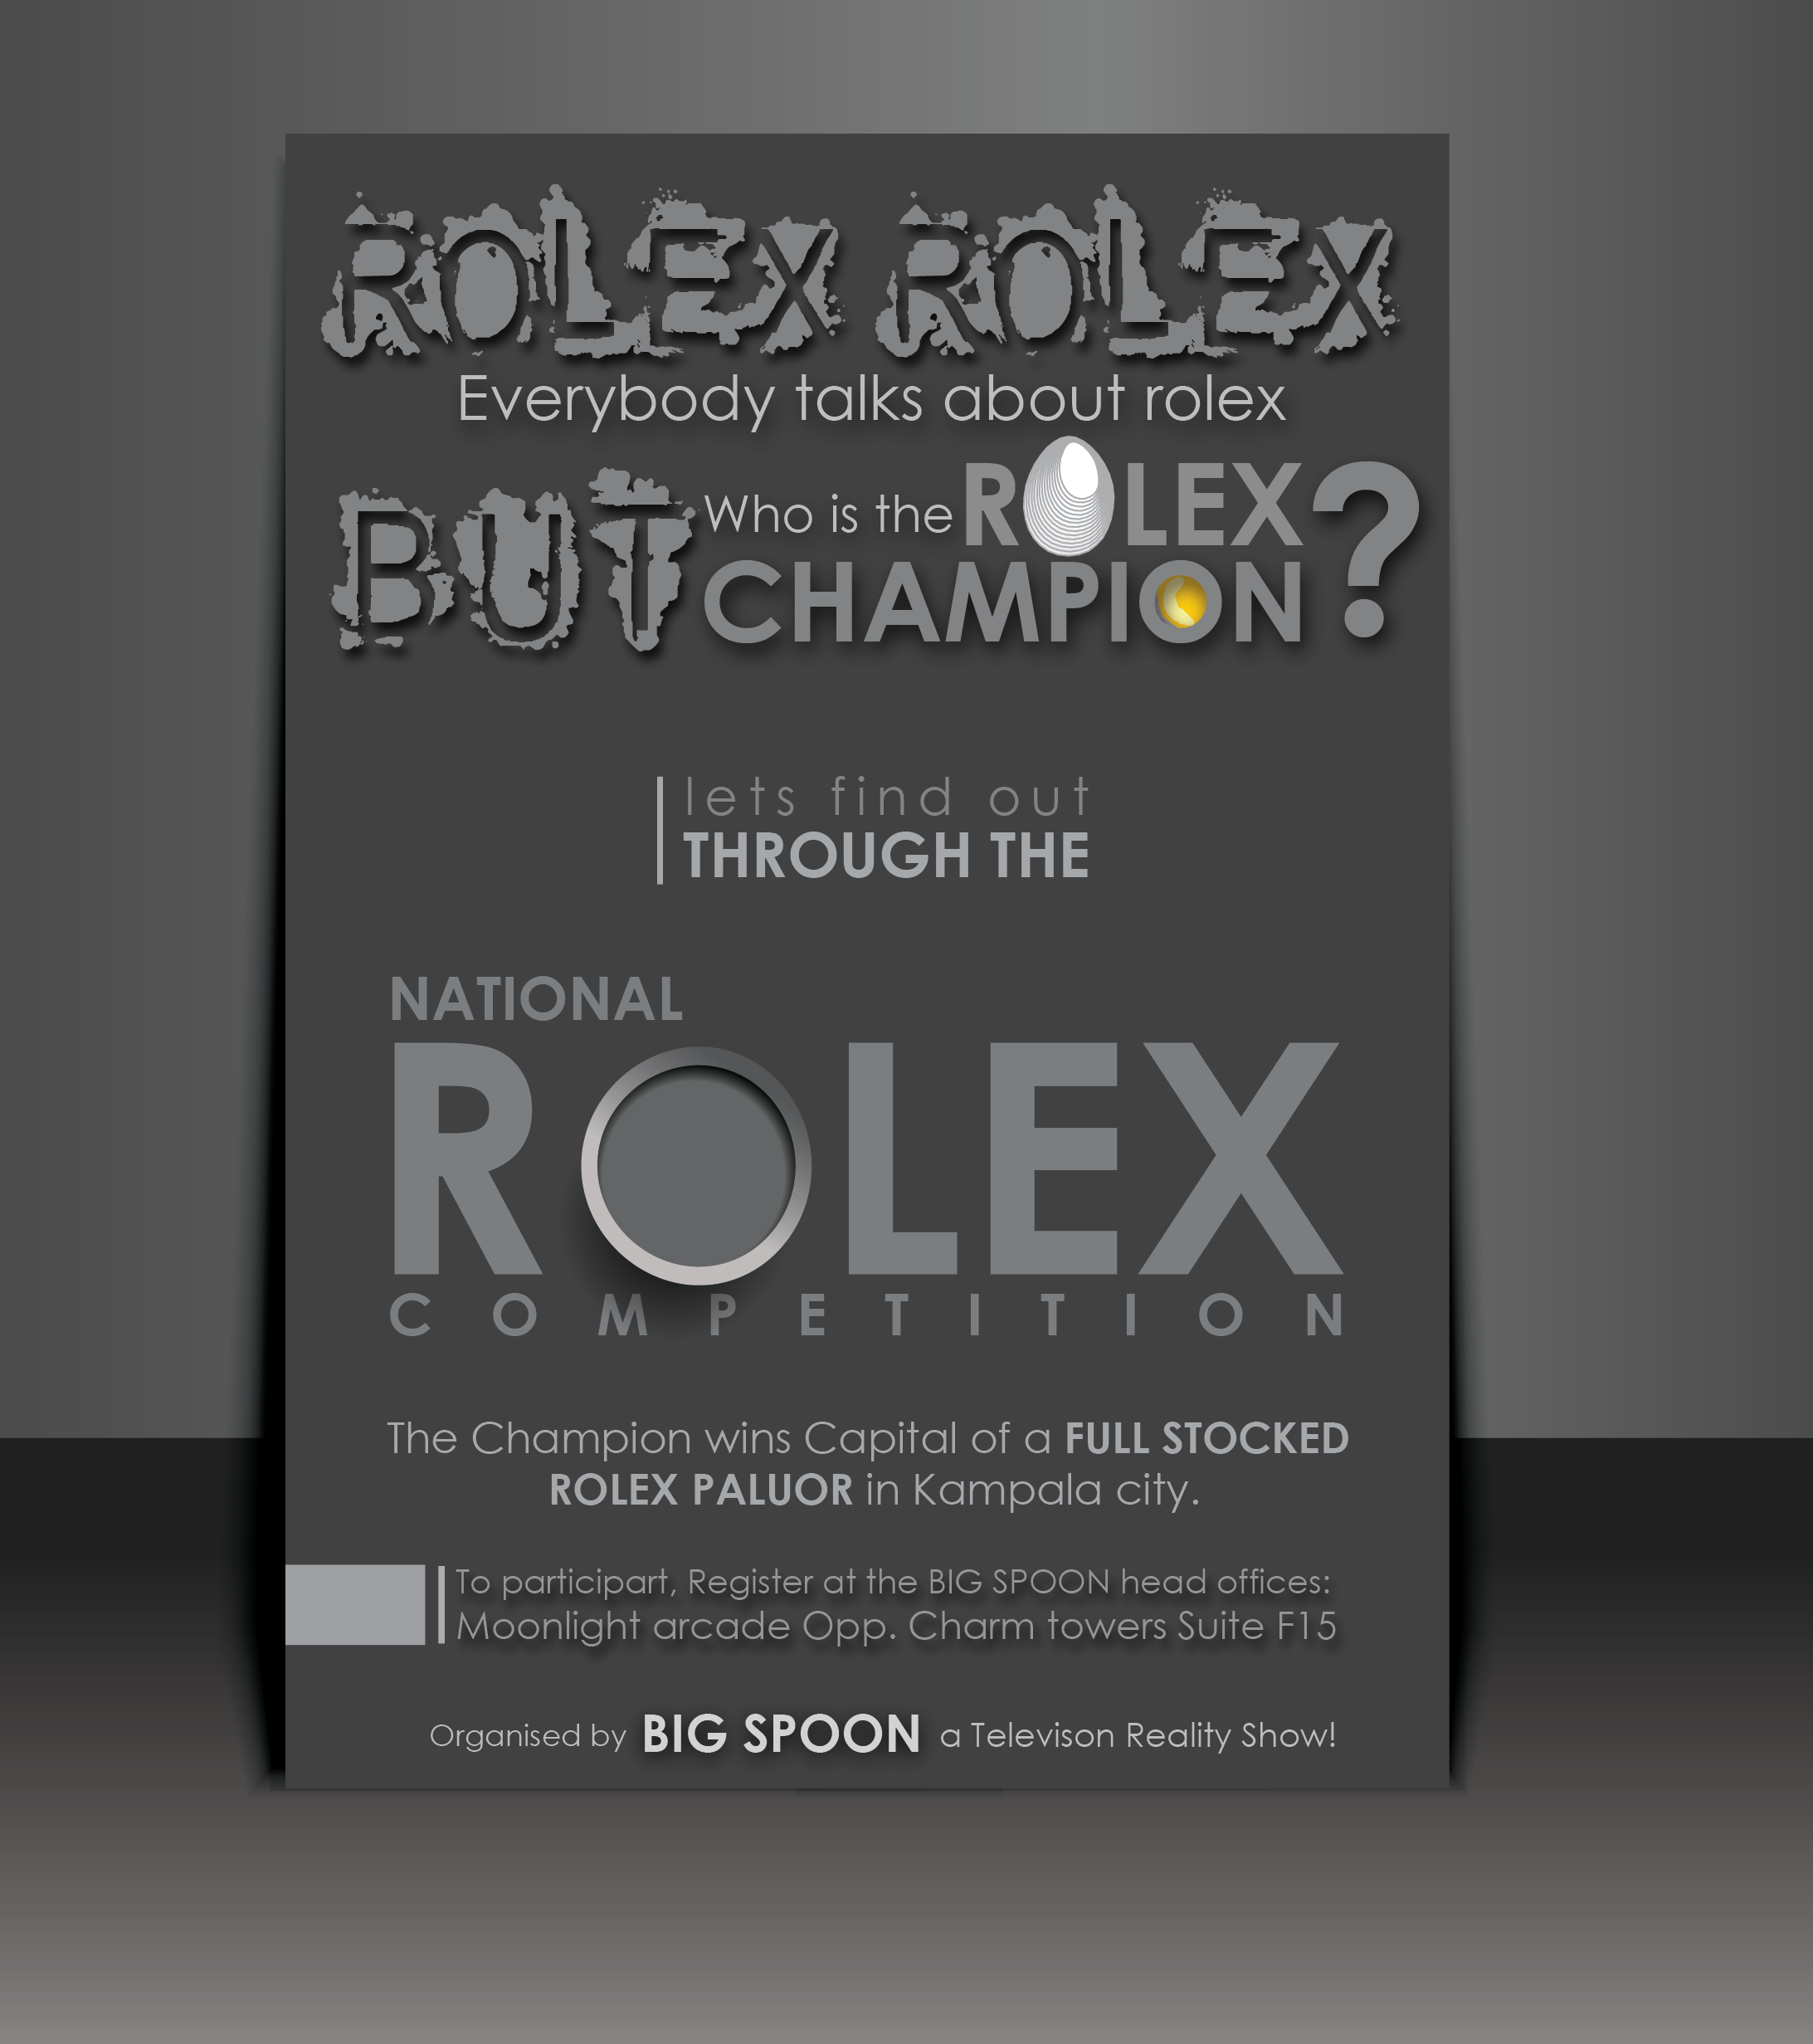 ROLEX ROLEX
Everybody talks about rolex
BUT Who is the ROLEX
CHAMPION?
lets find out
THROUGH THE
NATIONAL
ROLEX
COMPETITION
The Champion wins Capital of a FULL STOCKED
ROLEX PALUOR in Kampala city.
To participart, Register at the BIG SPOON head offices:
Moonlight arcade Opp. Charm towers Suite F15
Organised by BIG SPOON a Televison Reality Show!